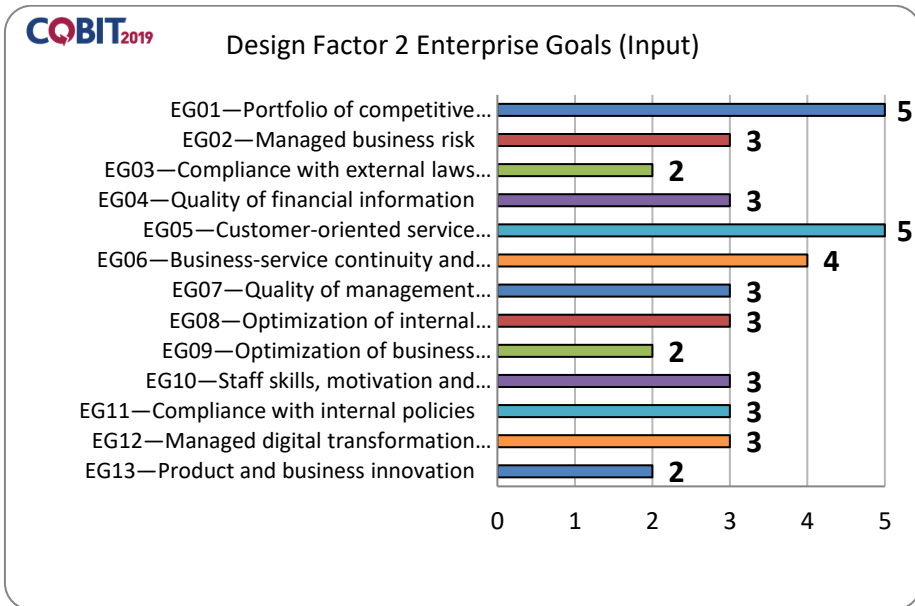 COBIT2019
Design Factor 2 Enterprise Goals (Input)
EG01—Portfolio of competitive... 5
EG02—Managed business risk 3
EG03—Compliance with external laws... 2
EG04—Quality of financial information 3
EG05—Customer-oriented service... 5
EG06—Business-service continuity and... 4
EG07—Quality of management... 3
EG08—Optimization of internal... 3
EG09—Optimization of business... 2
EG10—Staff skills, motivation and... 3
EG11—Compliance with internal policies 3
EG12—Managed digital transformation... 3
EG13—Product and business innovation 2
0 1 2 3 4 5